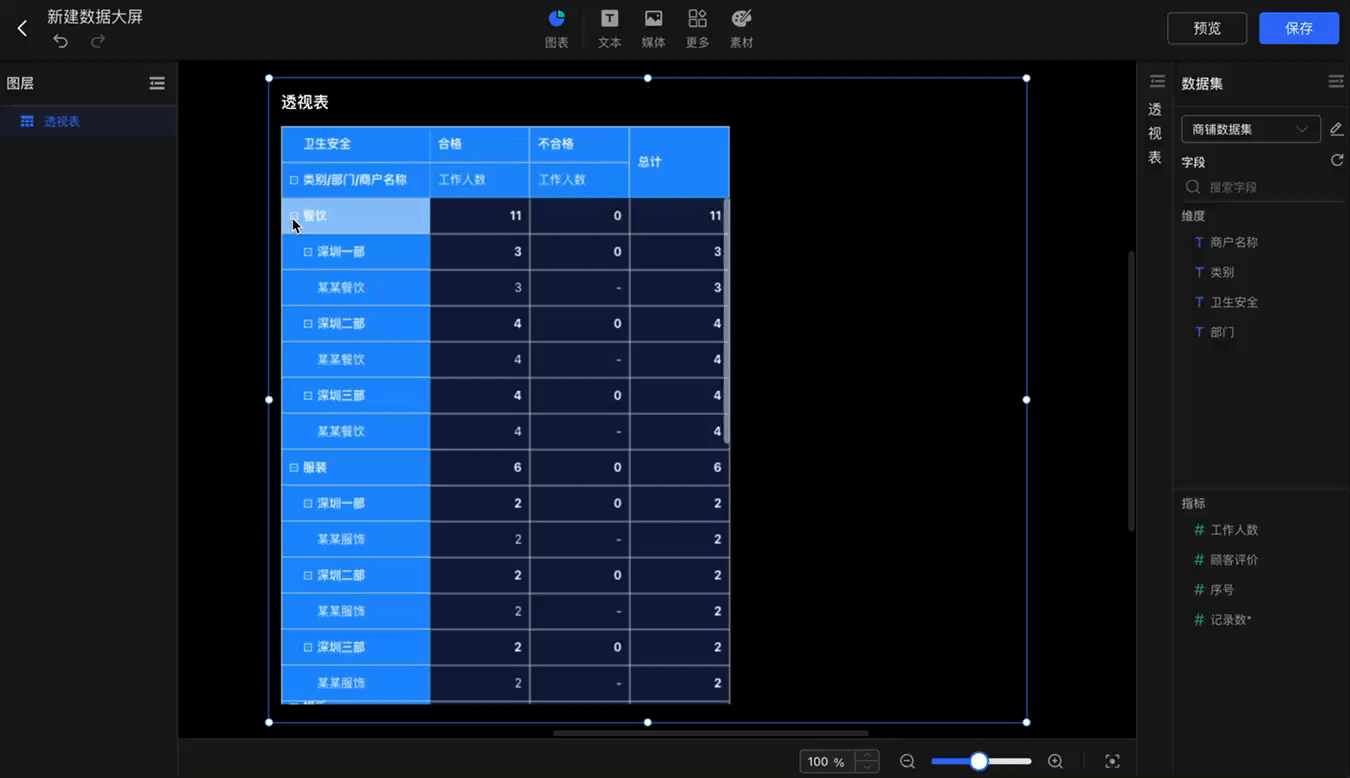 新建数据大屏
图表 文本 媒体 更多 素材
预览 保存
图层
透视表
透视表
卫生安全 合格 不合格 总计
类别/部门/商户名称 工作人数 工作人数
餐饮 11 0 11
深圳一部 3 0 3
某某餐饮 3 - 3
深圳二部 4 0 4
某某餐饮 4 - 4
深圳三部 4 0 4
某某餐饮 4 - 4
服装 6 0 6
深圳一部 2 0 2
某某服饰 2 - 2
深圳二部 2 0 2
某某服饰 2 - 2
深圳三部 2 0 2
某某服饰 2 - 2
100 %
透视表
数据集
商铺数据集
字段
搜索字段
维度
T 商户名称
T 类别
T 卫生安全
T 部门
指标
# 工作人数
# 顾客评价
# 序号
# 记录数*